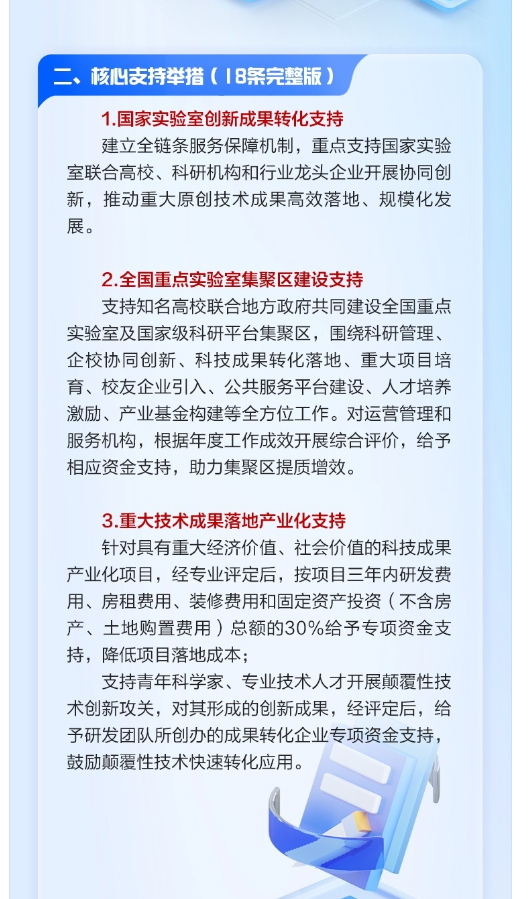 二、核心支持举措（18条完整版）
1.国家实验室创新成果转化支持
建立全链条服务保障机制，重点支持国家实验
室联合高校、科研机构和行业龙头企业开展协同创
新，推动重大原创技术成果高效落地、规模化发
展。
2.全国重点实验室集聚区建设支持
支持知名高校联合地方政府共同建设全国重点
实验室及国家级科研平台集聚区，围绕科研管理、
企校协同创新、科技成果转化落地、重大项目培
育、校友企业引入、公共服务平台建设、人才培养
激励、产业基金构建等全方位工作。对运营管理和
服务机构，根据年度工作成效开展综合评价，给予
相应资金支持，助力集聚区提质增效。
3.重大技术成果落地产业化支持
针对具有重大经济价值、社会价值的科技成果
产业化项目，经专业评定后，按项目三年内研发费
用、房租费用、装修费用和固定资产投资（不含房
产、土地购置费用）总额的30%给予专项资金支
持，降低项目落地成本；
支持青年科学家、专业技术人才开展颠覆性技
术创新攻关，对其形成的创新成果，经评定后，给
予研发团队所创办的成果转化企业专项资金支持，
鼓励颠覆性技术快速转化应用。